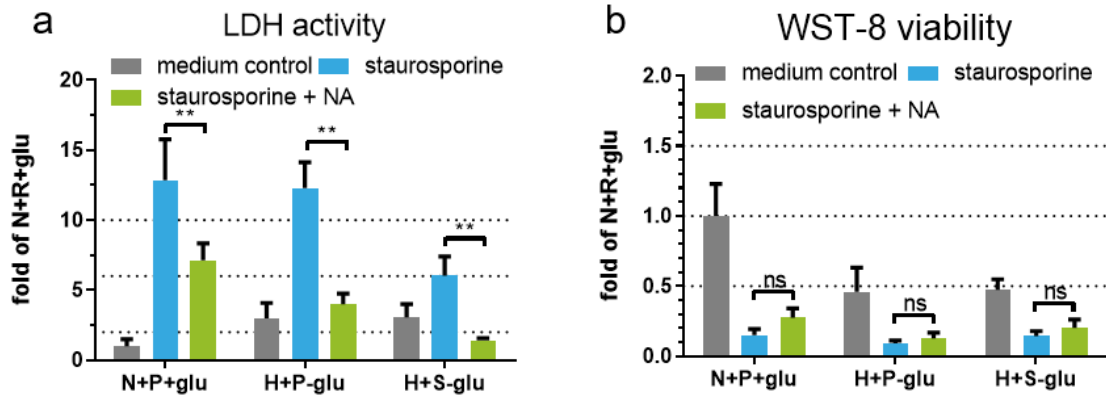 a
LDH activity
medium control
staurosporine
staurosporine + NA
fold of N+R+glu
20
15
10
5
0
**
**
**
N+P+glu
H+P-glu
H+S-glu
b
WST-8 viability
medium control
staurosporine
staurosporine + NA
fold of N+R+glu
2.0
1.5
1.0
0.5
0.0
ns
ns
ns
N+P+glu
H+P-glu
H+S-glu